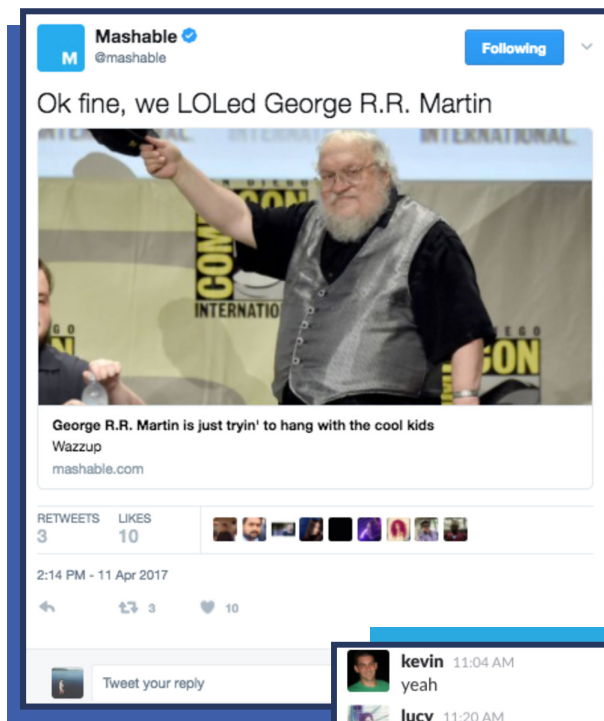 Mashable
@mashable
Following
M
Ok fine, we LOLed George R.R. Martin
INTERNATIONAL
CON
COMIC
INTERNATIO
EGO
CON
George R.R. Martin is just tryin' to hang with the cool kids
Wazzup
mashable.com
RETWEETS LIKES
3 10
2:14 PM - 11 Apr 2017
3 10
Tweet your reply
kevin 11:04 AM
yeah
lucy 11:20 AM